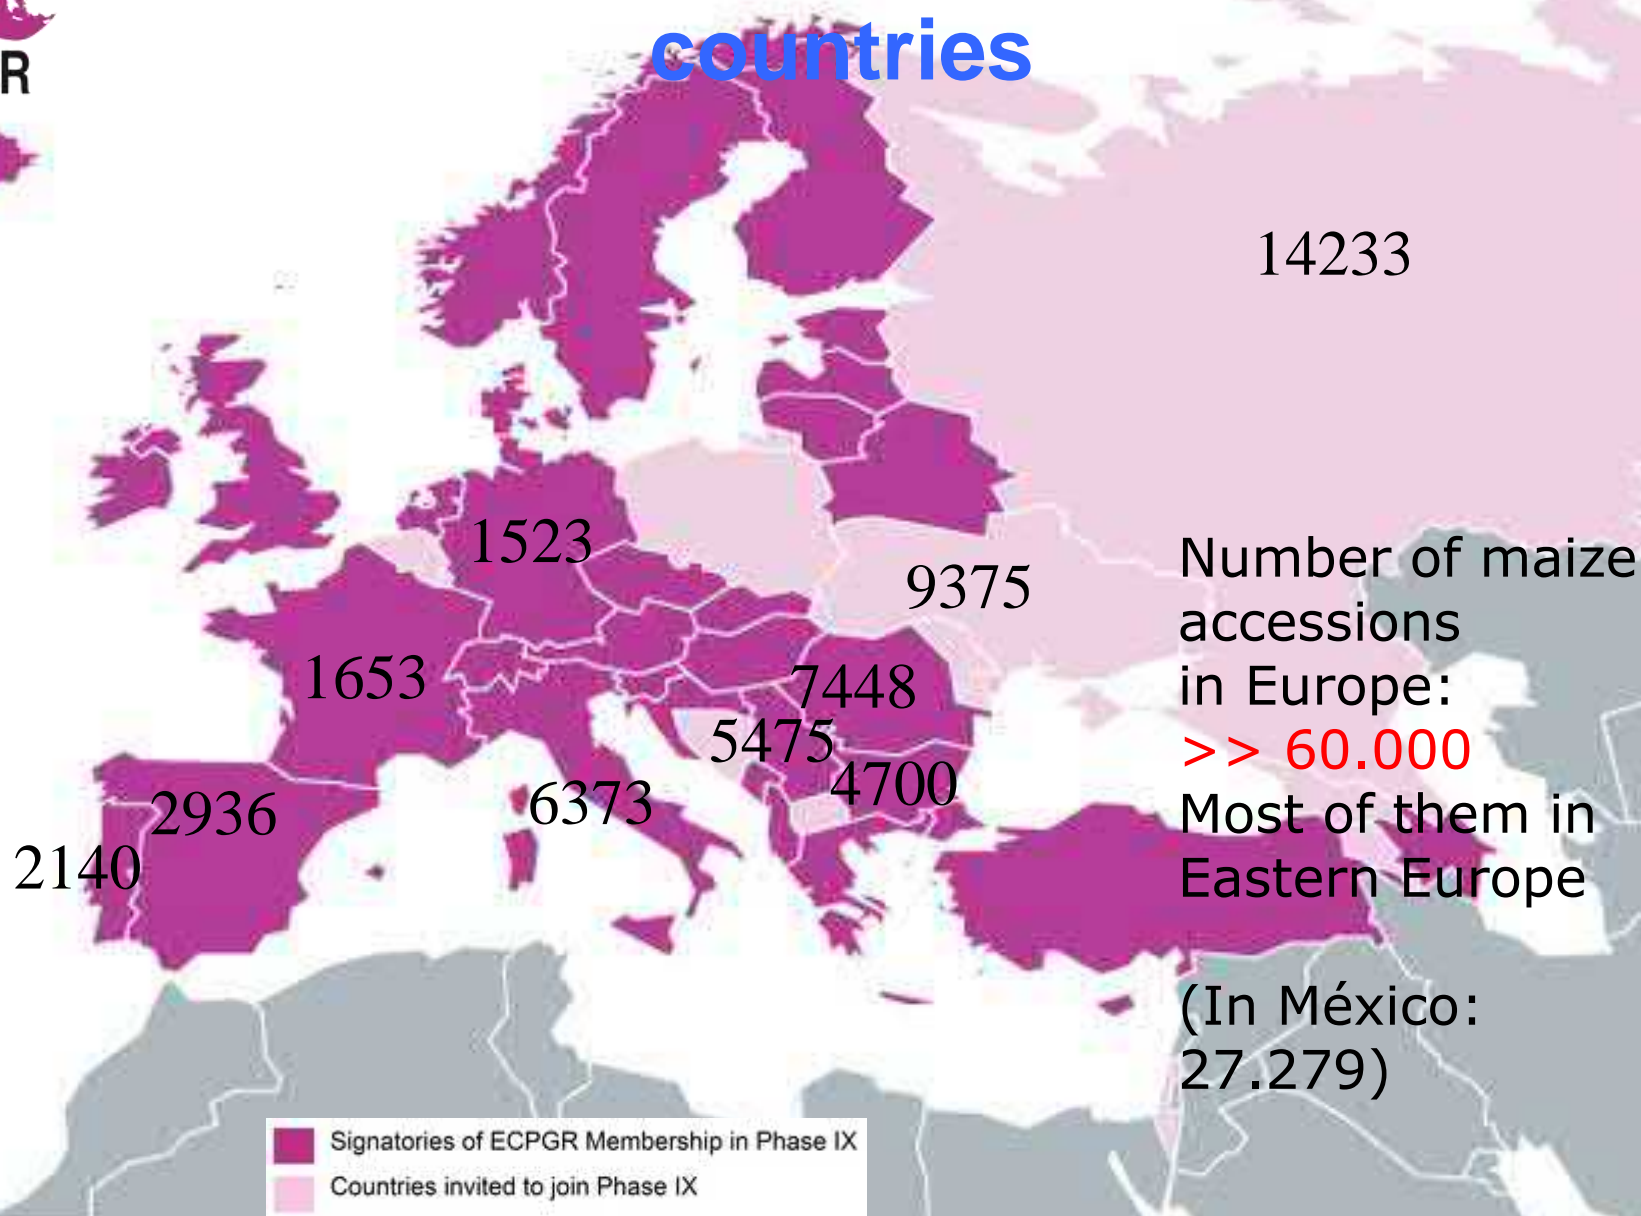 countries
R
14233
1523
9375
1653
7448
5475
4700
6373
2936
2140
Number of maize
accessions
in Europe:
>> 60.000
Most of them in
Eastern Europe
(In México:
27.279)
Signatories of ECPGR Membership in Phase IX
Countries invited to join Phase IX